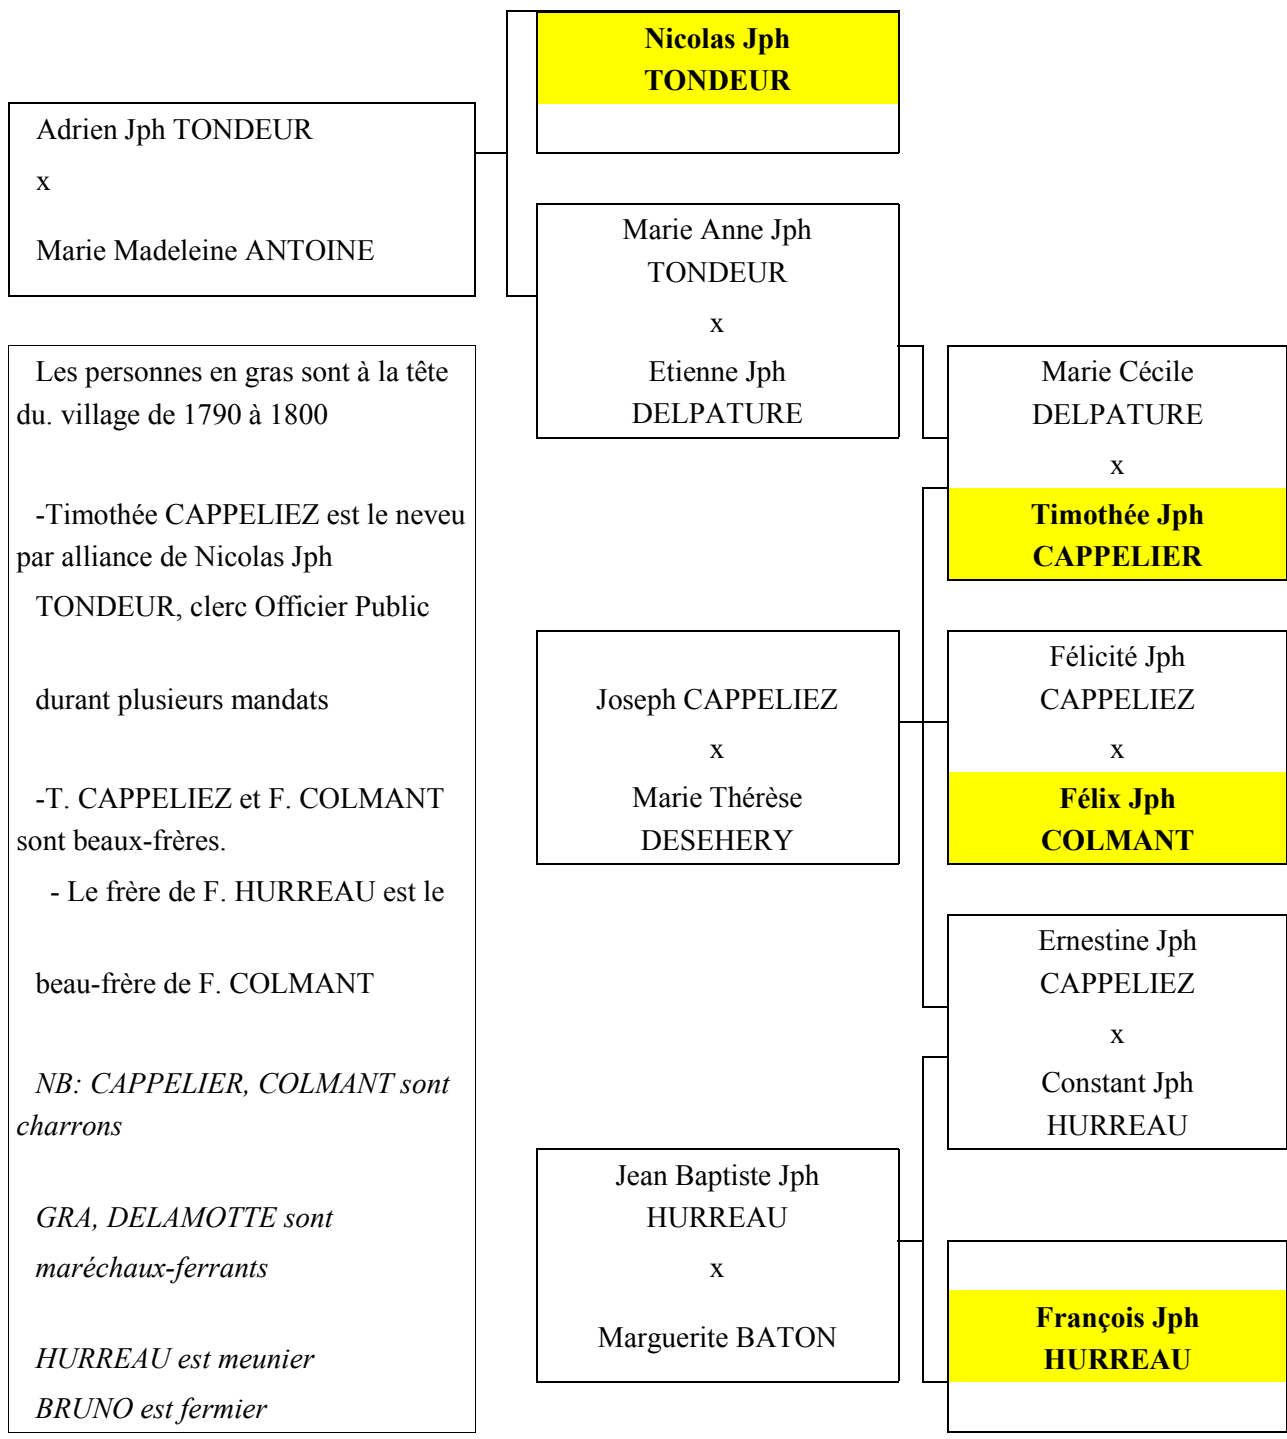 Nicolas Jph
TONDEUR
Adrien Jph TONDEUR
x
Marie Madeleine ANTOINE
Marie Anne Jph
TONDEUR
x
Etienne Jph
DELPATURE
Les personnes en gras sont à la tête
du. village de 1790 à 1800
-Timothée CAPPELIEZ est le neveu
par alliance de Nicolas Jph
TONDEUR, clerc Officier Public
durant plusieurs mandats
-T. CAPPELIEZ et F. COLMANT
sont beaux-frères.
- Le frère de F. HURREAU est le
beau-frère de F. COLMANT
NB: CAPPELIER, COLMANT sont
charrons
GRA, DELAMOTTE sont
maréchaux-ferrants
HURREAU est meunier
BRUNO est fermier
Marie Cécile
DELPATURE
x
Timothée Jph
CAPPELIER
Joseph CAPPELIEZ
x
Marie Thérèse
DESEHERY
Félicité Jph
CAPPELIEZ
x
Félix Jph
COLMANT
Ernestine Jph
CAPPELIEZ
x
Constant Jph
HURREAU
Jean Baptiste Jph
HURREAU
x
Marguerite BATON
François Jph
HURREAU